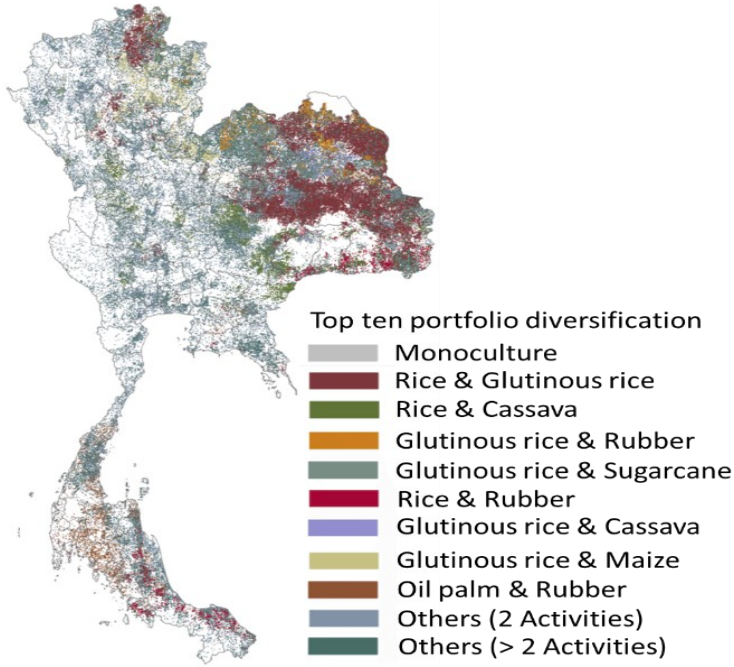 Top ten portfolio diversification
Monoculture
Rice & Glutinous rice
Rice & Cassava
Glutinous rice & Rubber
Glutinous rice & Sugarcane
Rice & Rubber
Glutinous rice & Cassava
Glutinous rice & Maize
Oil palm & Rubber
Others (2 Activities)
Others (> 2 Activities)